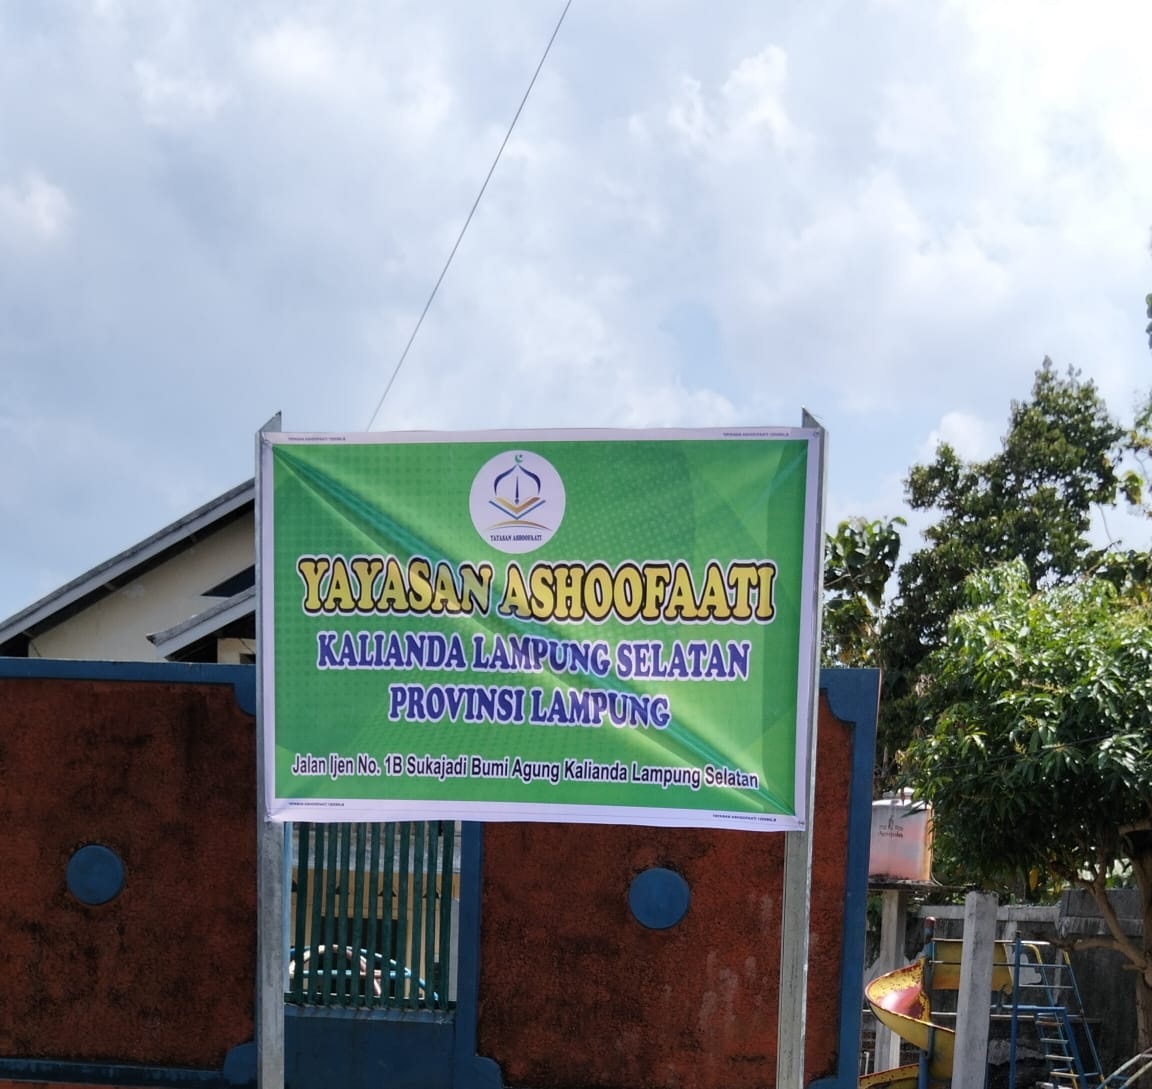 YAYASAN ASHOOFAATI
YAYASAN ASHOOFAATI
KALIANDA LAMPUNG SELATAN
PROVINSI LAMPUNG
Jalan Ijen No. 1B Sukajadi Bumi Agung Kalianda Lampung Selatan